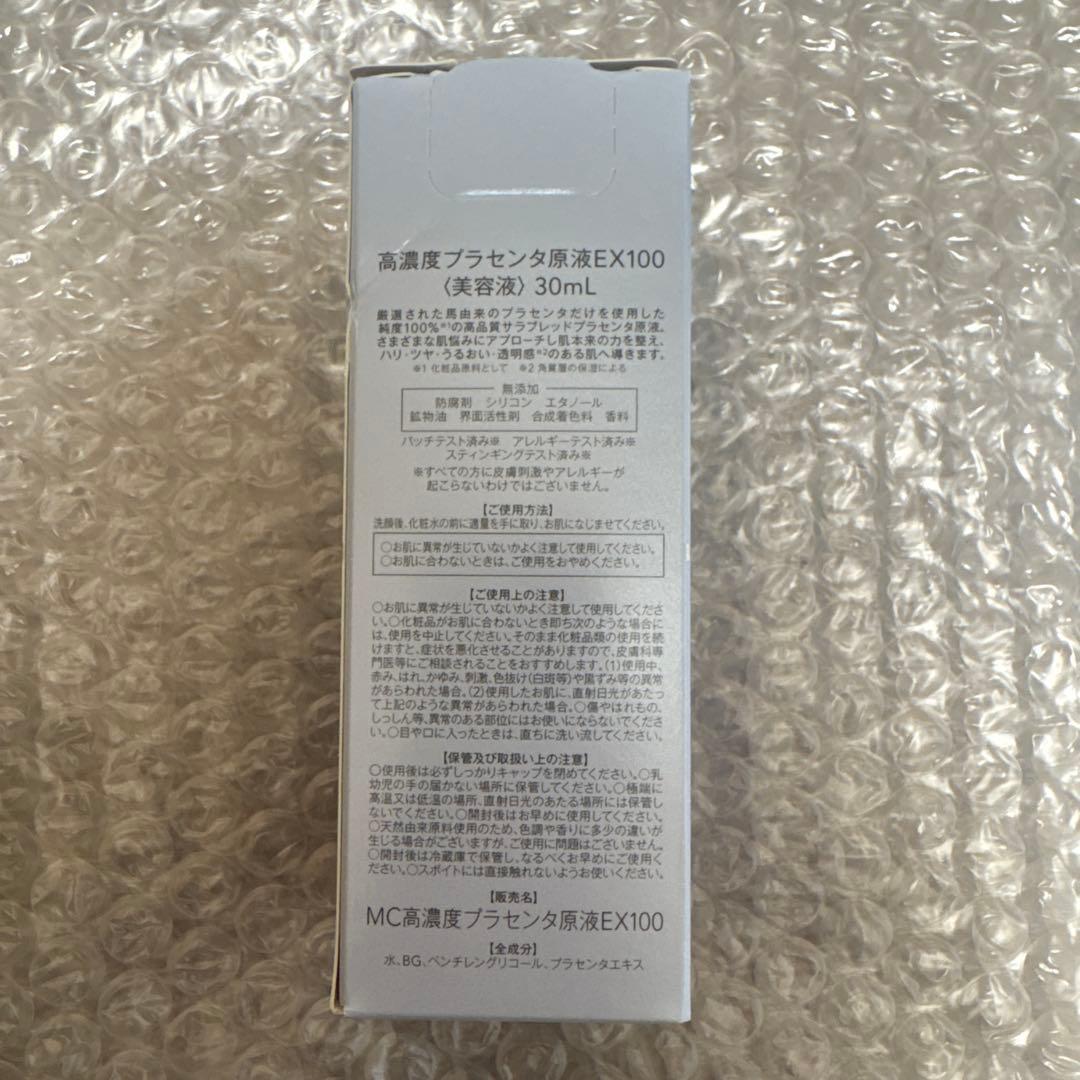 高濃度プラセンタ原液EX100
〈美容液〉30mL
厳選された馬由来のプラセンタだけを使用した
純度100%※1の高品質サラブレッドプラセンタ原液。
さまざまな肌悩みにアプローチし肌本来の力を整え、
ハリ・ツヤ・うるおい・透明感※2のある肌へ導きます。
※1 化粧品原料として ※2 角質層の保湿による
無添加
防腐剤 シリコン エタノール
鉱物油 界面活性剤 合成着色料 香料
パッチテスト済み※ アレルギーテスト済み※
スティンギングテスト済み※
※すべての方に皮膚刺激やアレルギーが
起こらないわけではございません。
【ご使用方法】
洗顔後、化粧水の前に適量を手に取り、お肌になじませてください。
○お肌に異常が生じていないかよく注意して使用してください。
○お肌に合わないときは、ご使用をおやめください。
【ご使用上の注意】
○お肌に異常が生じていないかよく注意して使用してくださ
い。○化粧品がお肌に合わないとき即ち次のような場合に
は、使用を中止してください。そのまま化粧品類の使用を続
けますと、症状を悪化させることがありますので、皮膚科専
門医等にご相談されることをおすすめします。(1)使用中、
赤み、はれ、かゆみ、刺激、色抜け(白斑等)や黒ずみ等の異常
があらわれた場合。(2)使用したお肌に、直射日光があたっ
て上記のような異常があらわれた場合。○傷やはれもの、
しっしん等、異常のある部位にはお使いにならないでくださ
い。○目や口に入ったときは、直ちに洗い流してください。
【保管及び取扱い上の注意】
○使用後は必ずしっかりキャップを閉めてください。○乳
幼児の手の届かない場所に保管してください。○極端に
高温又は低温の場所、直射日光のあたる場所には保管し
ないでください。○開封後はお早めに使用してください。
○天然由来原料使用のため、色調や香りに多少の違いが
生じる場合がございますが、ご使用に問題はございません。
○開封後は冷蔵庫で保管し、なるべくお早めにご使用く
ださい。○スポイトには直接触れないようお使いください。
【販売名】
MC高濃度プラセンタ原液EX100
【全成分】
水、BG、ペンチレングリコール、プラセンタエキス